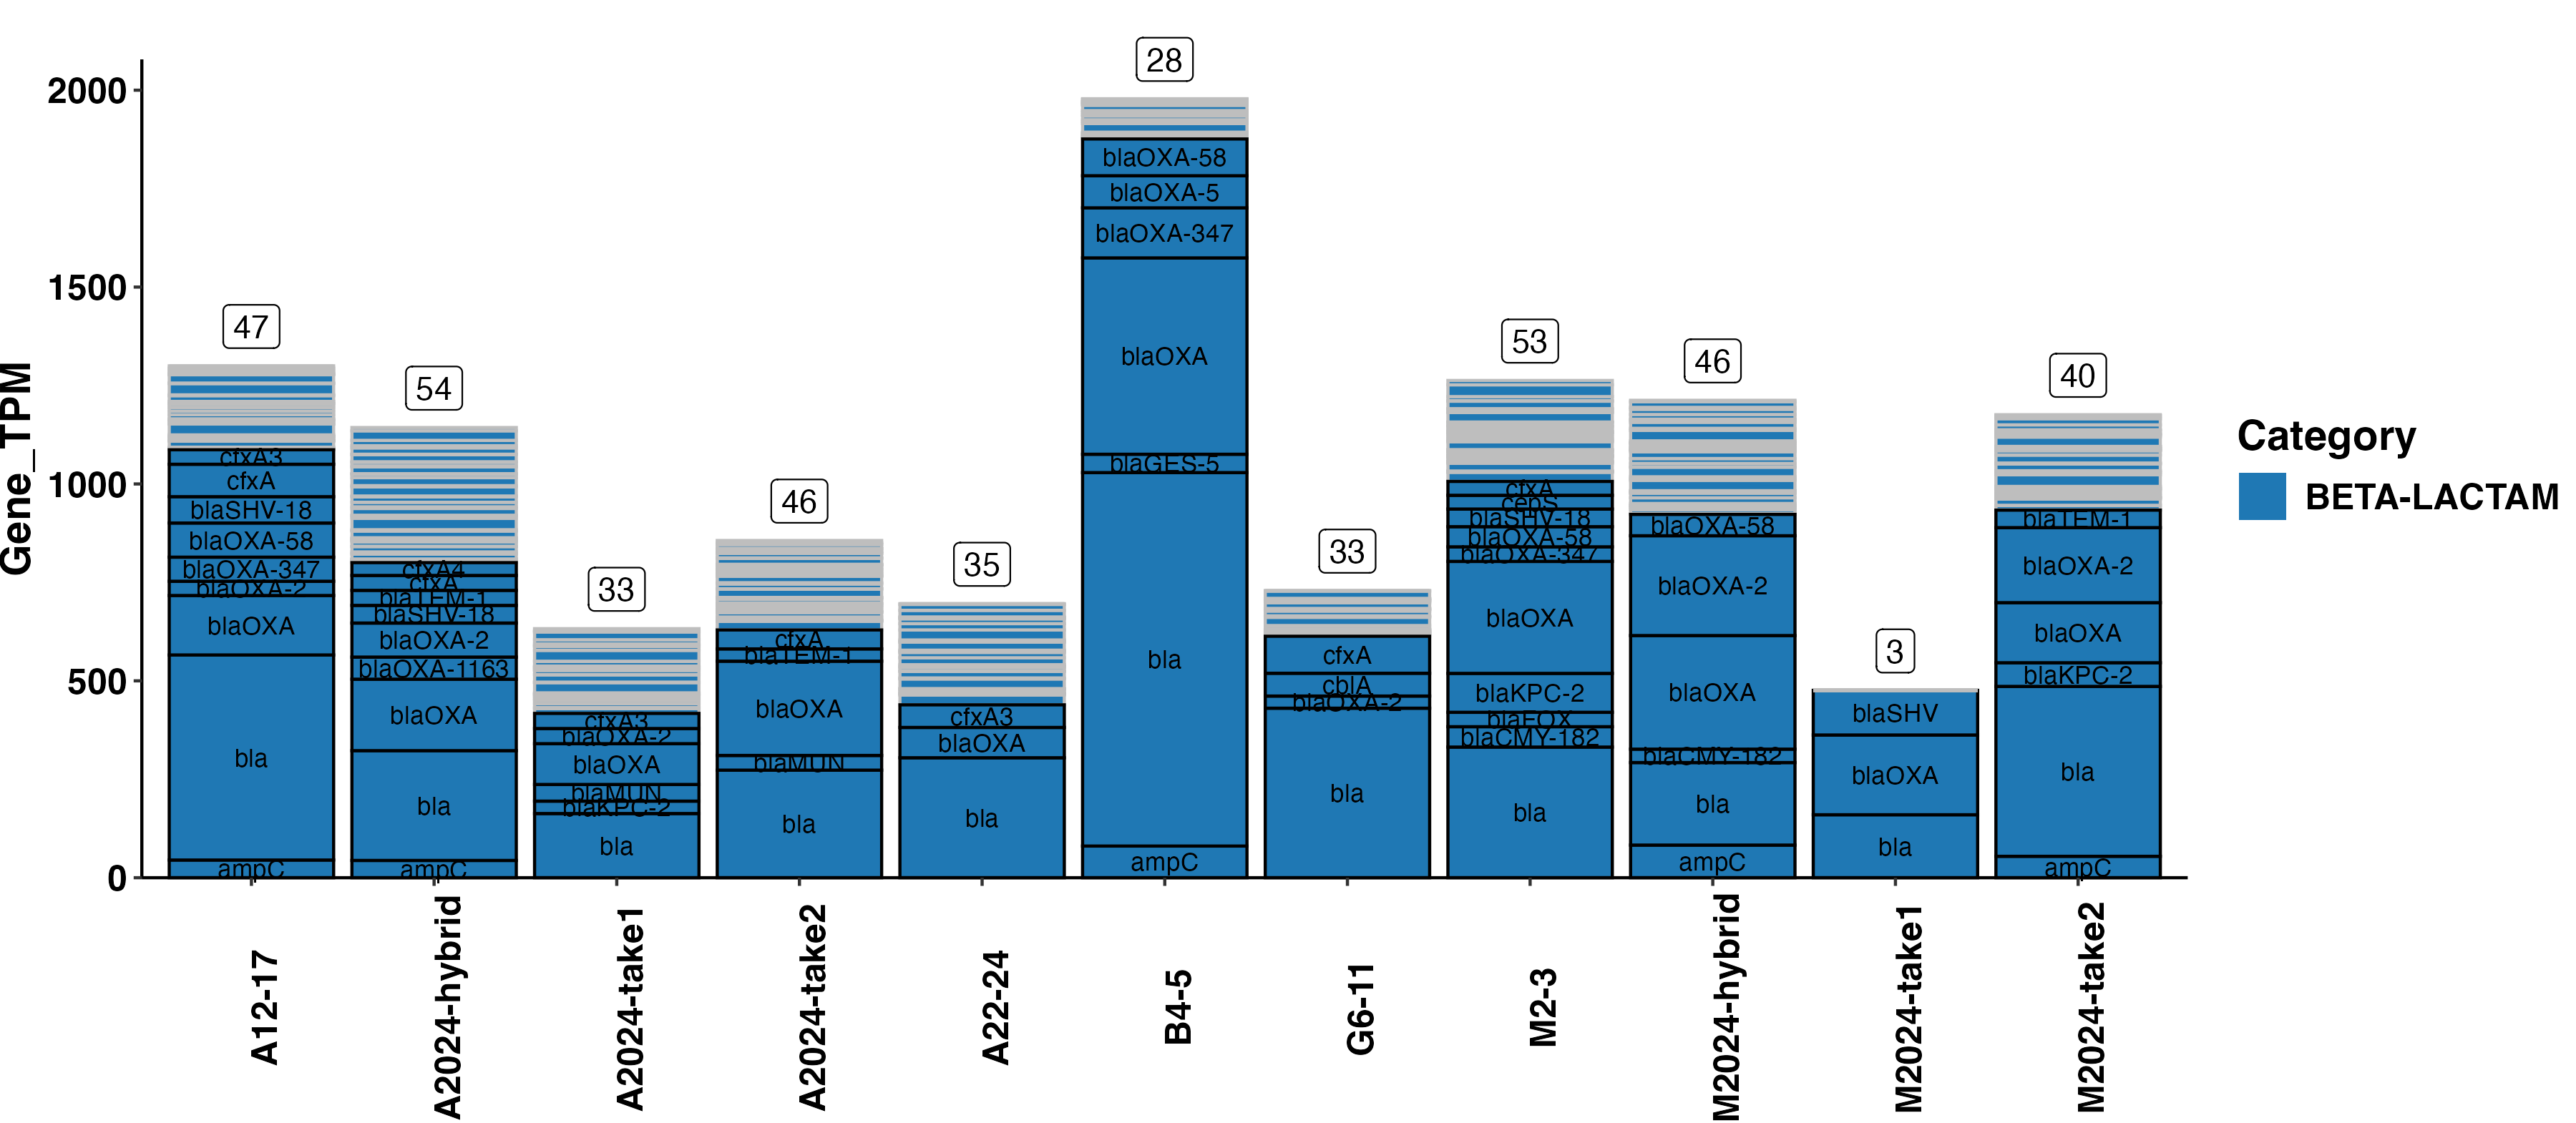 28
2000
blaOXA-58
blaOXA-5
blaOXA-347
blaOXA
blaGES-5
bla
ampC
1500
1000
500
0
Gene_TPM
47
cfxA3
cfxA
blaSHV-18
blaOXA-58
blaOXA-347
blaOXA-2
blaOXA
bla
ampC
54
cfxA4
cfxA
blaTEM-1
blaSHV-18
blaOXA-2
blaOXA-1163
blaOXA
bla
ampC
33
cfxA3
blaOXA-2
blaOXA
blaMUN
blaKPC-2
bla
46
cfxA
blaTEM-1
blaOXA
blaMUN
bla
35
cfxA3
blaOXA
bla
33
cfxA
cblA
blaOXA-2
bla
53
cfxA
cepS
blaSHV-18
blaOXA-58
blaOXA-347
blaOXA
blaKPC-2
blaFOX
blaCMY-182
bla
46
blaOXA-58
blaOXA-2
blaOXA
blaCMY-182
bla
ampC
3
blaSHV
blaOXA
bla
40
blaTEM-1
blaOXA-2
blaOXA
blaKPC-2
bla
ampC
A12-17
A2024-hybrid
A2024-take1
A2024-take2
A22-24
B4-5
G6-11
M2-3
M2024-hybrid
M2024-take1
M2024-take2
Category
BETA-LACTAM